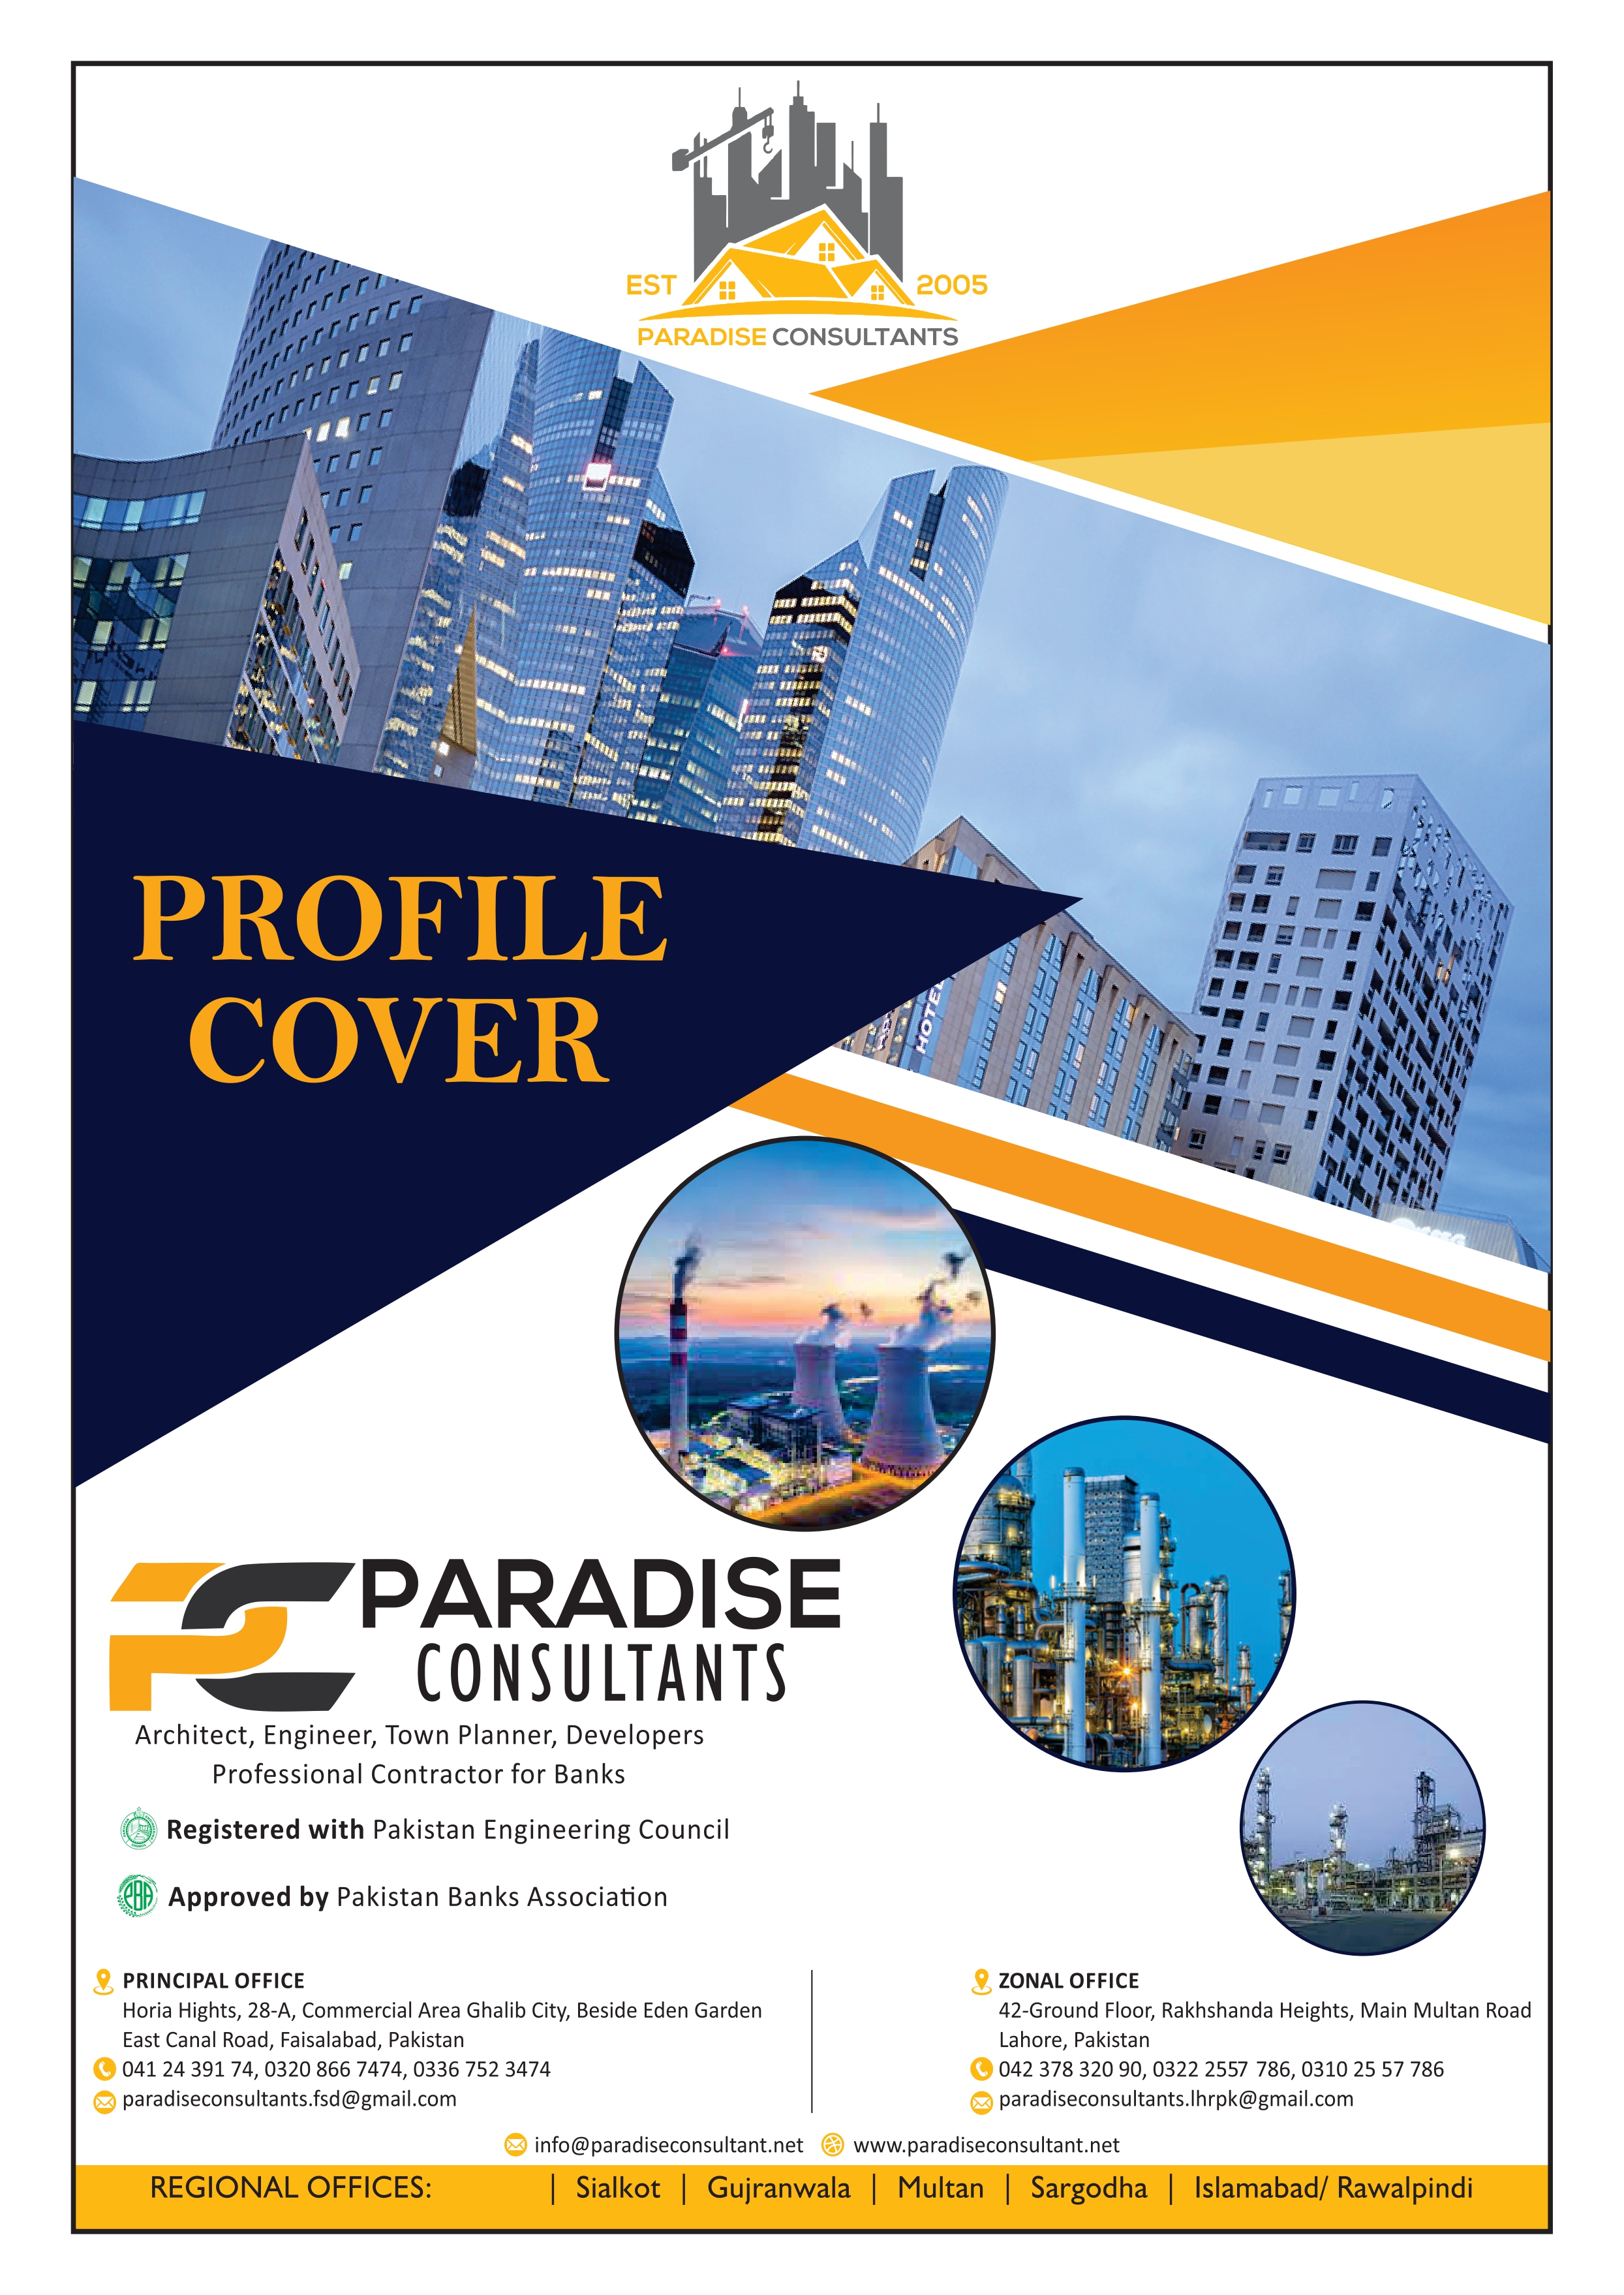 EST 2005
PARADISE CONSULTANTS
PROFILE
COVER
HOTEL
PC
PARADISE
CONSULTANTS
Architect, Engineer, Town Planner, Developers
Professional Contractor for Banks
Registered with Pakistan Engineering Council
PBA
Approved by Pakistan Banks Association
PRINCIPAL OFFICE
Horia Hights, 28-A, Commercial Area Ghalib City, Beside Eden Garden
East Canal Road, Faisalabad, Pakistan
041 24 391 74, 0320 866 7474, 0336 752 3474
paradiseconsultants.fsd@gmail.com
ZONAL OFFICE
42-Ground Floor, Rakhshanda Heights, Main Multan Road
Lahore, Pakistan
042 378 320 90, 0322 2557 786, 0310 25 57 786
paradiseconsultants.lhrpk@gmail.com
info@paradiseconsultant.net www.paradiseconsultant.net
REGIONAL OFFICES: | Sialkot | Gujranwala | Multan | Sargodha | Islamabad/ Rawalpindi